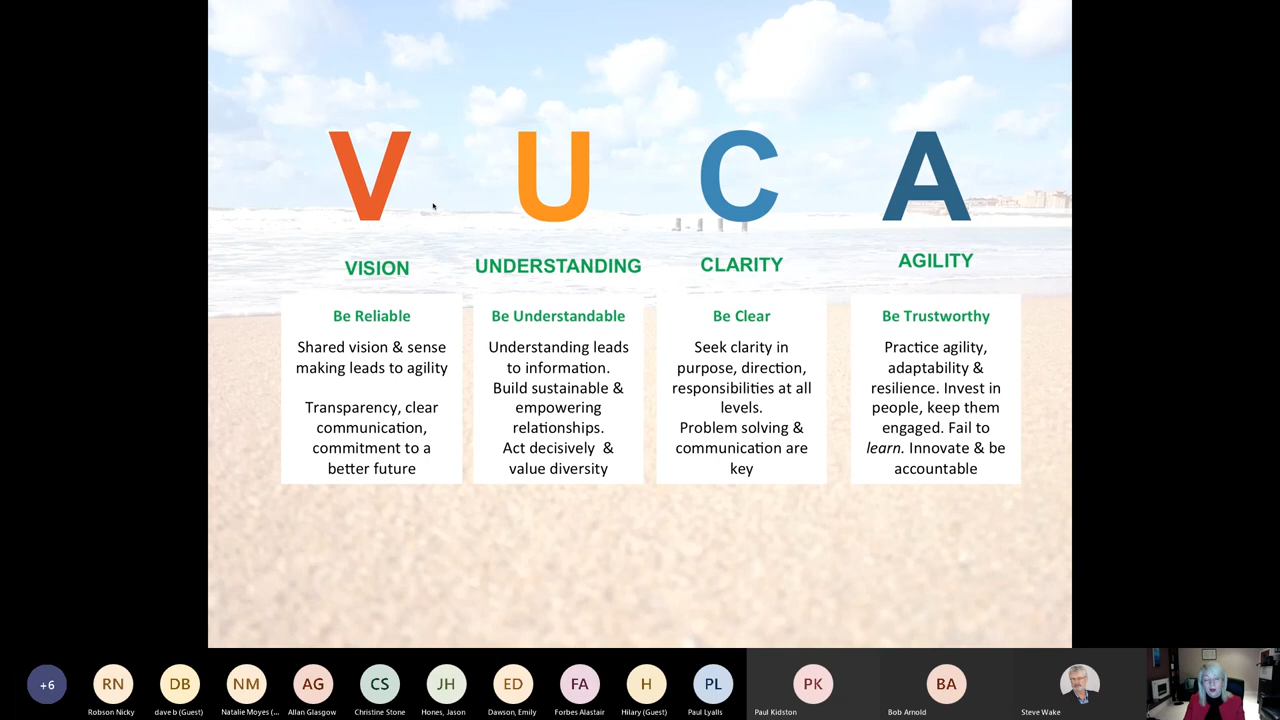 V U C A
VISION
UNDERSTANDING
CLARITY
AGILITY
Be Reliable
Shared vision & sense
making leads to agility
Transparency, clear
communication,
commitment to a
better future
Be Understandable
Understanding leads
to information.
Build sustainable &
empowering
relationships.
Act decisively &
value diversity
Be Clear
Seek clarity in
purpose, direction,
responsibilities at all
levels.
Problem solving &
communication are
key
Be Trustworthy
Practice agility,
adaptability &
resilience. Invest in
people, keep them
engaged. Fail to
learn. Innovate & be
accountable
+6
RN
Robson Nicky
DB
dave b (Guest)
NM
Natalie Moyes (...
AG
Allan Glasgow
CS
Christine Stone
JH
Hones, Jason
ED
Dawson, Emily
FA
Forbes Alastair
H
Hilary (Guest)
PL
Paul Lyalls
PK
Paul Kidston
BA
Bob Arnold
Steve Wake